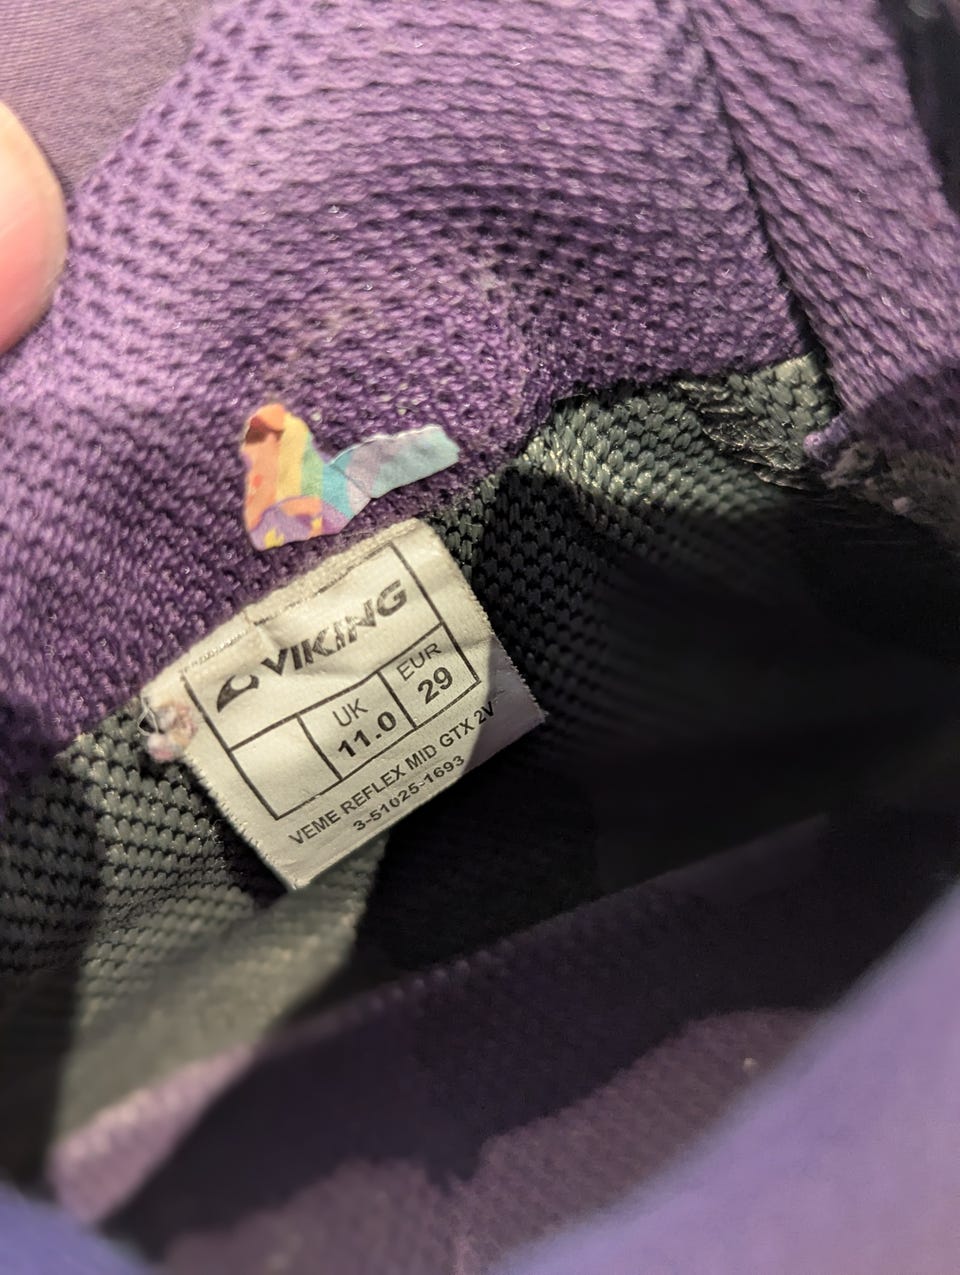 VIKING
UK EUR
11.0 29
VEME REFLEX MID GTX 2V
3-51025-1693